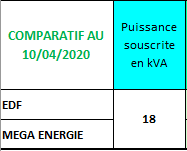 COMPARATIF AU
10/04/2020
Puissance
souscrite
en kVA
EDF
MEGA ENERGIE
18